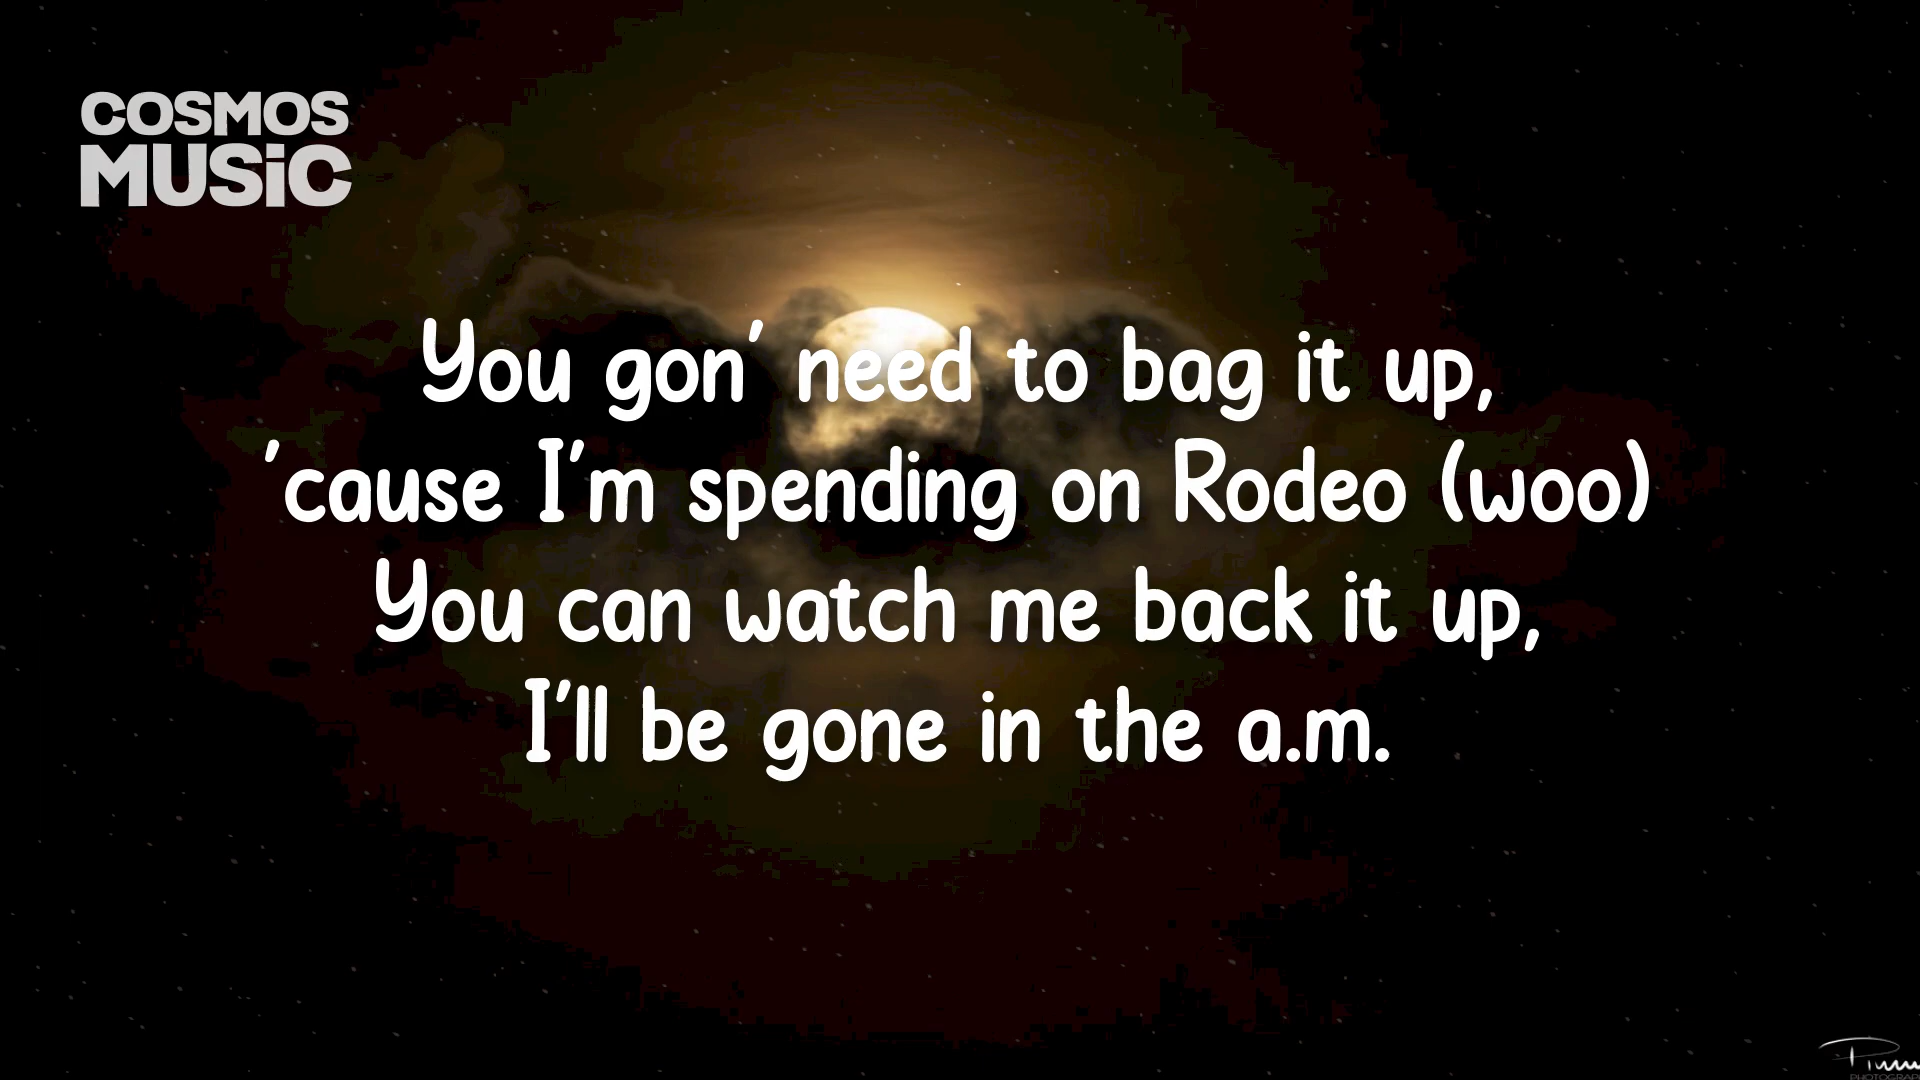 COSMOS
MUSiC
You gon' need to bag it up,
'cause I'm spending on Rodeo (woo)
You can watch me back it up,
I'll be gone in the a.m.